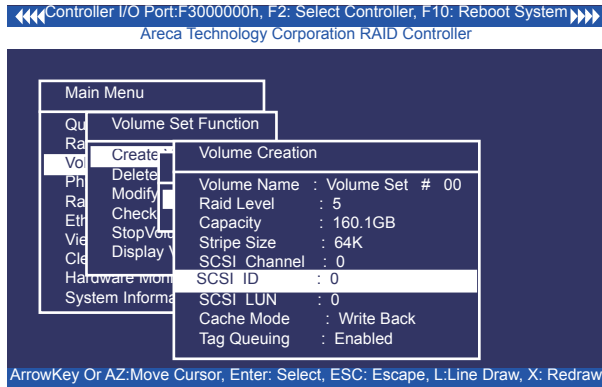 Controller I/O Port:F3000000h, F2: Select Controller, F10: Reboot System
Areca Technology Corporation RAID Controller
Main Menu
Qu
Ra
Vol
Ph
Ra
Eth
Vie
Cle
Hardware Moni
System Informa
Volume Set Function
Create
Delete
Modify
Check
StopVolu
Display V
Volume Creation
Volume Name : Volume Set # 00
Raid Level : 5
Capacity : 160.1GB
Stripe Size : 64K
SCSI Channel : 0
SCSI ID : 0
SCSI LUN : 0
Cache Mode : Write Back
Tag Queuing : Enabled
ArrowKey Or AZ:Move Cursor, Enter: Select, ESC: Escape, L:Line Draw, X: Redraw